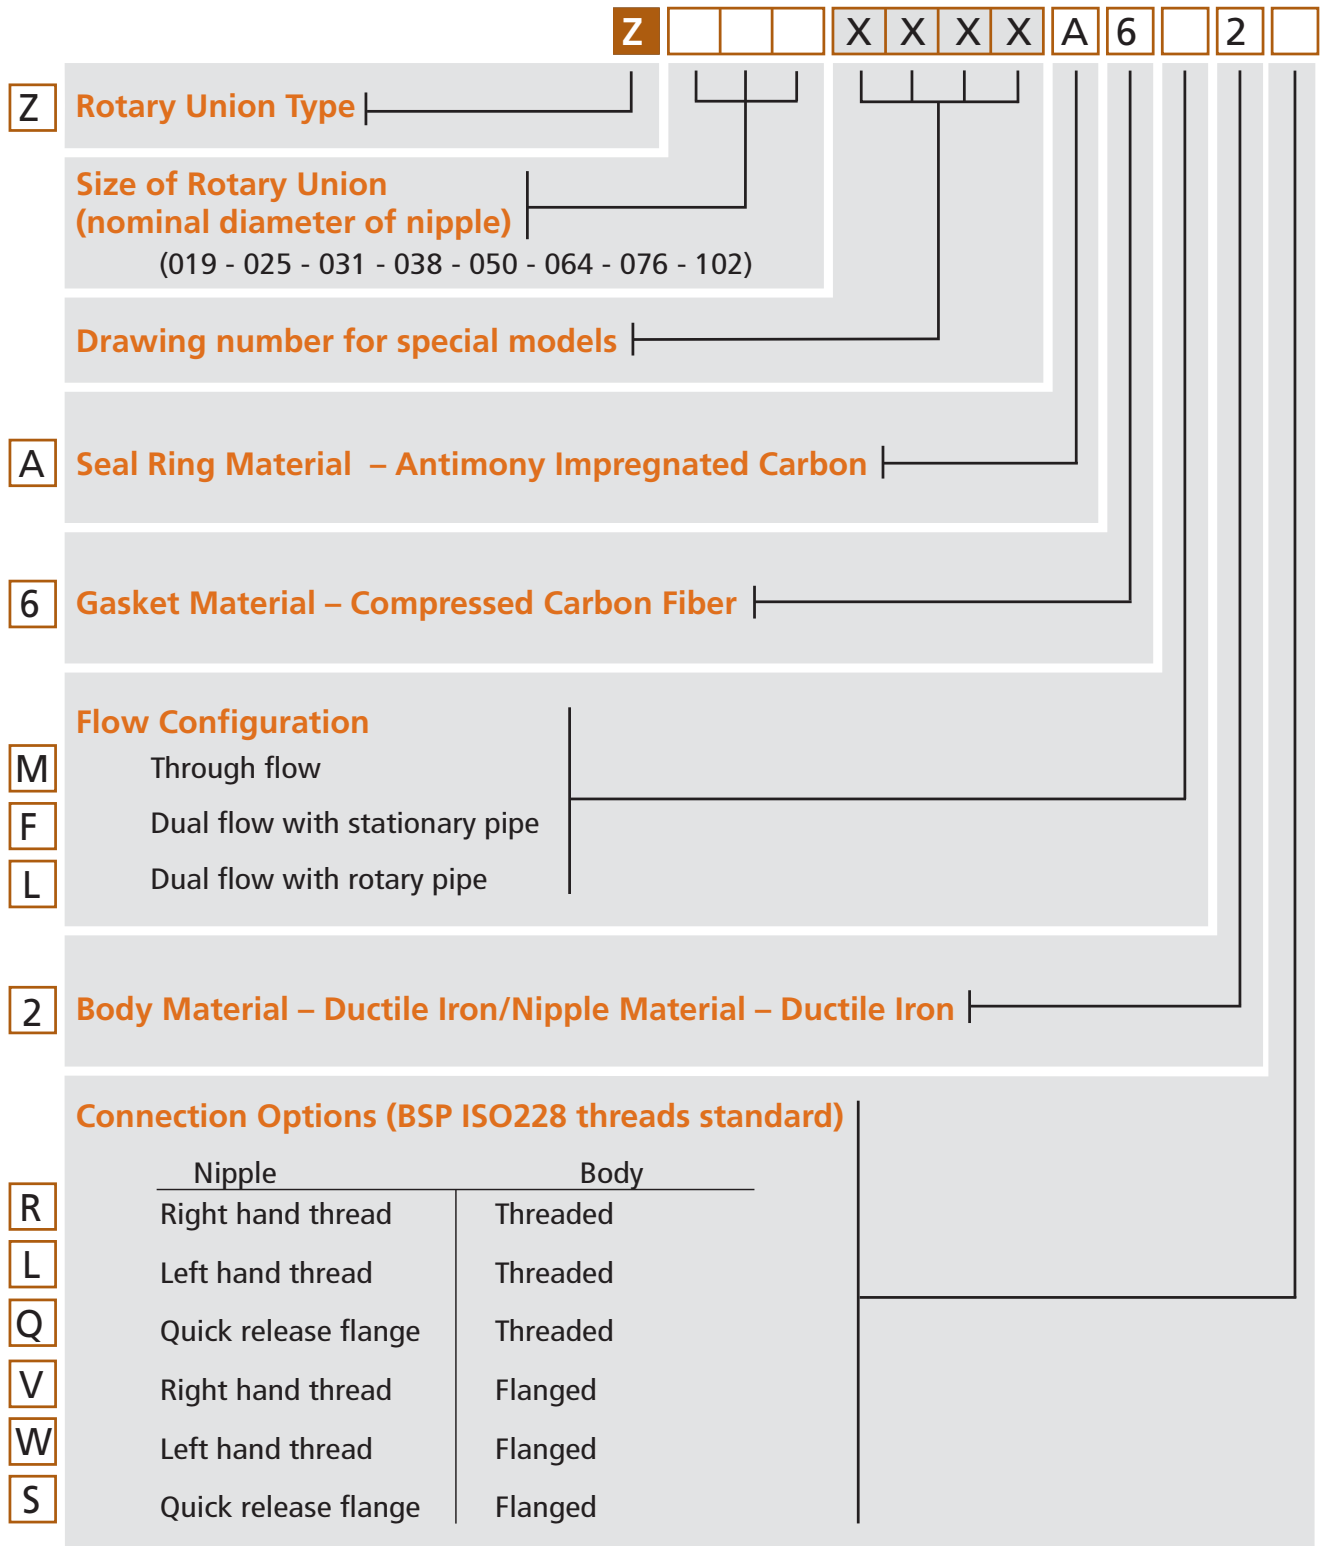 Z X X X X A 6 2
Z Rotary Union Type
Size of Rotary Union
(nominal diameter of nipple)
(019 - 025 - 031 - 038 - 050 - 064 - 076 - 102)
Drawing number for special models
A Seal Ring Material – Antimony Impregnated Carbon
6 Gasket Material – Compressed Carbon Fiber
Flow Configuration
M Through flow
F Dual flow with stationary pipe
L Dual flow with rotary pipe
2 Body Material – Ductile Iron/Nipple Material – Ductile Iron
Connection Options (BSP ISO228 threads standard)
Nipple Body
R Right hand thread Threaded
L Left hand thread Threaded
Q Quick release flange Threaded
V Right hand thread Flanged
W Left hand thread Flanged
S Quick release flange Flanged